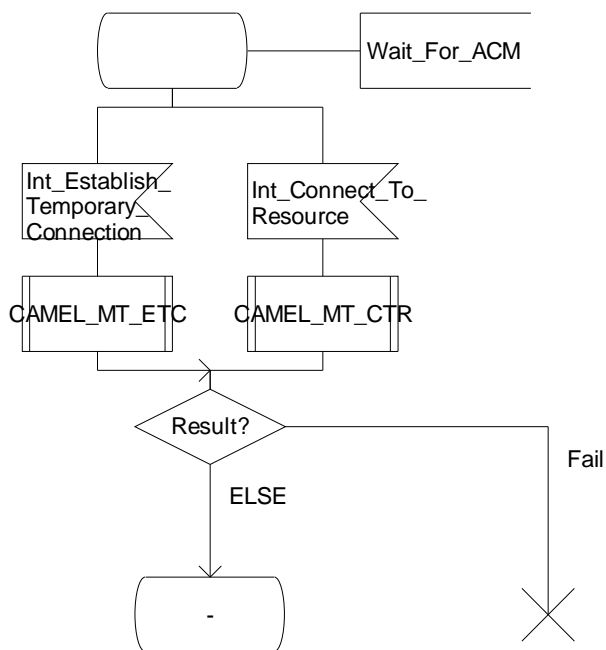 Wait_For_ACM
Int_Establish_
Temporary_
Connection
Int_Connect_To_
Resource
CAMEL_MT_ETC
CAMEL_MT_CTR
Result?
Fail
ELSE
-